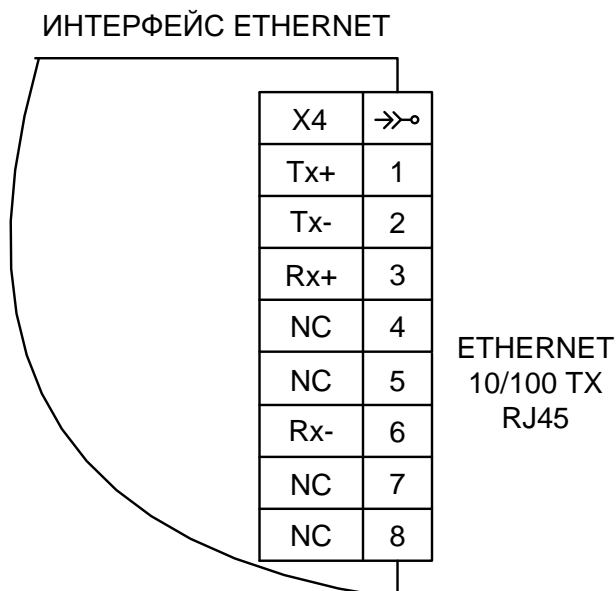 ИНТЕРФЕЙС ETHERNET
X4
Tx+ 1
Tx- 2
Rx+ 3
NC 4
NC 5
Rx- 6
NC 7
NC 8
ETHERNET
10/100 TX
RJ45